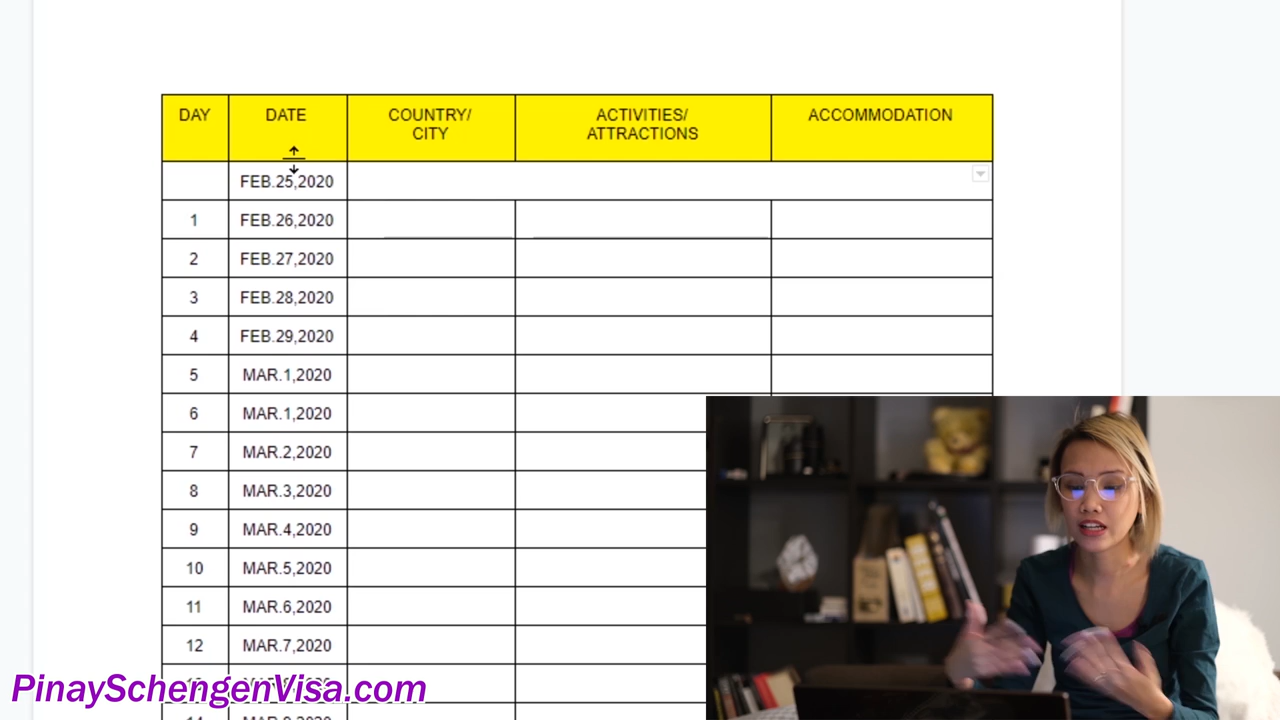 DAY DATE COUNTRY/ ACTIVITIES/ ACCOMMODATION
CITY ATTRACTIONS
FEB.25,2020
1 FEB.26,2020
2 FEB.27,2020
3 FEB.28,2020
4 FEB.29,2020
5 MAR.1,2020
6 MAR.1,2020
7 MAR.2,2020
8 MAR.3,2020
9 MAR.4,2020
10 MAR.5,2020
11 MAR.6,2020
12 MAR.7,2020
PinaySchengenVisa.com